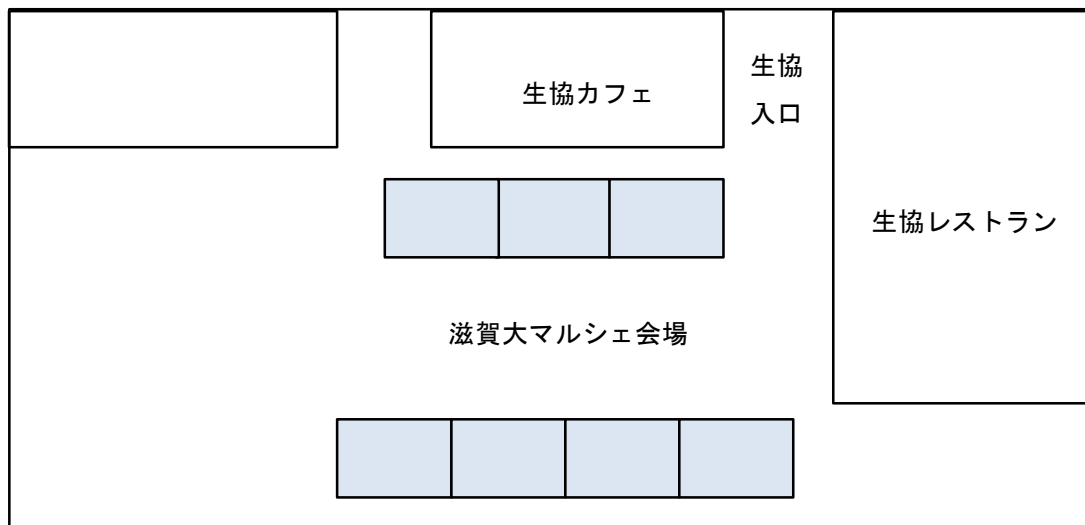 生協カフェ
生協
入口
生協レストラン
滋賀大マルシェ会場